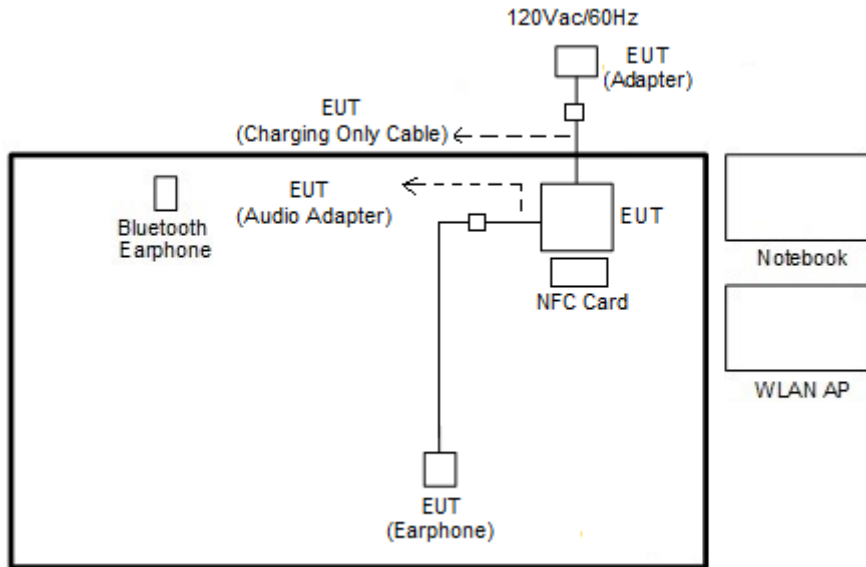 120Vac/60Hz
EUT
(Adapter)
EUT
(Charging Only Cable)
EUT
(Audio Adapter)
Bluetooth
Earphone
EUT
NFC Card
Notebook
WLAN AP
EUT
(Earphone)